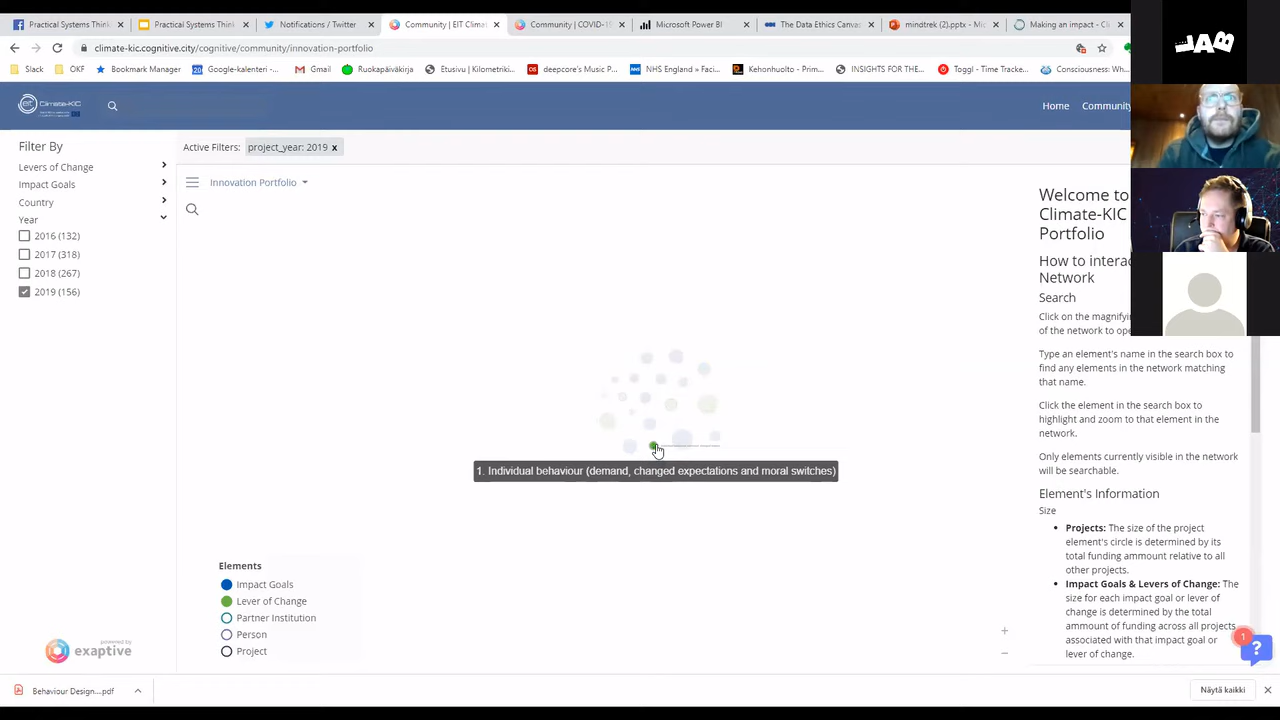 Practical Systems Think
Practical Systems Think
Notifications / Twitter
Community | EIT Clima
Community | COVID-19
Microsoft Power BI
The Data Ethics Canva
mindtrek (2).pptx - Mic
Making an impact - Cl
climate-kic.cognitive.city/cognitive/community/innovation-portfolio
Slack
OKF
Bookmark Manager
Google-kalenteri -...
Gmail
Ruokapäiväkirja
Etusivu | Kilometriki...
deepcore's Music P...
NHS England » Faci...
Kehonhuolto - Prim...
INSIGHTS FOR THE...
Toggl - Time Tracke...
Consciousness: Wh...
JAB
eit Climate-KIC
Home
Community
Filter By
Levers of Change
Impact Goals
Country
Year
2016 (132)
2017 (318)
2018 (267)
2019 (156)
Active Filters: project_year: 2019 x
Innovation Portfolio
1. Individual behaviour (demand, changed expectations and moral switches)
Elements
Impact Goals
Lever of Change
Partner Institution
Person
Project
Welcome to
Climate-KIC
Portfolio
How to interac
Network
Search
Click on the magnifyin
of the network to ope
Type an element's name in the search box to
find any elements in the network matching
that name.
Click the element in the search box to
highlight and zoom to that element in the
network.
Only elements currently visible in the network
will be searchable.
Element's Information
Size
Projects: The size of the project
element's circle is determined by its
total funding ammount relative to all
other projects.
Impact Goals & Levers of Change: The
size for each impact goal or lever of
change is determined by the total
ammount of funding across all projects
associated with that impact goal or
lever of change.
1
?
powered by
exaptive
Behaviour Design....pdf
Näytä kaikki